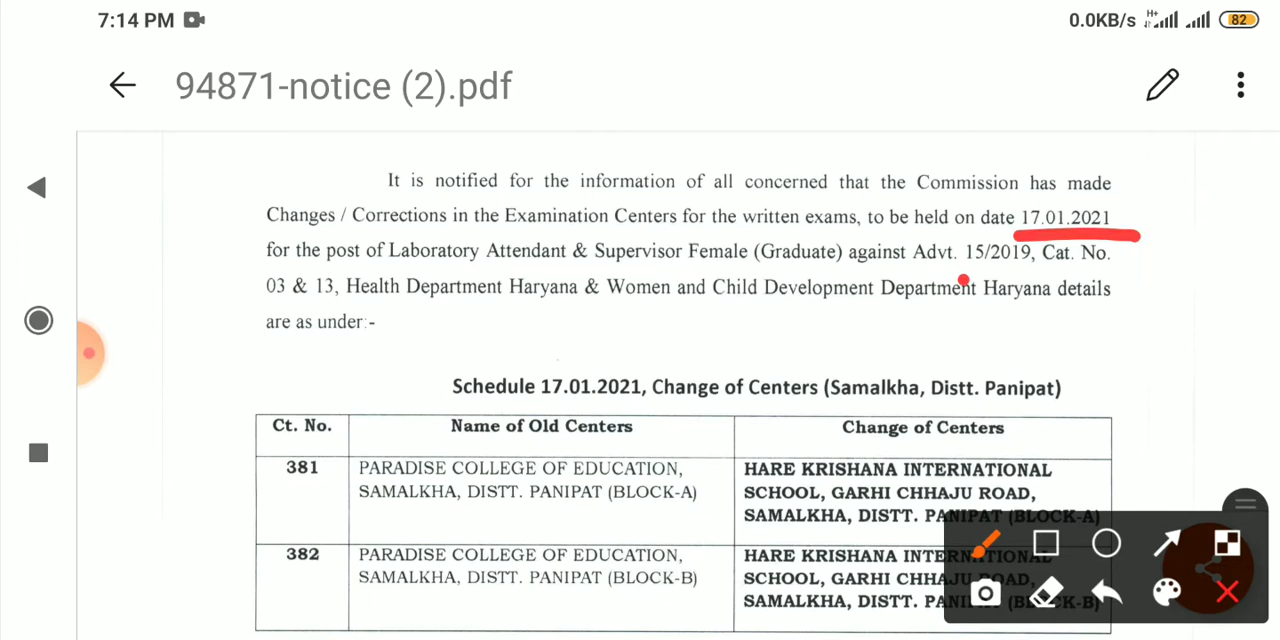 7:14 PM
0.0KB/s H+ 82
94871-notice (2).pdf
It is notified for the information of all concerned that the Commission has made
Changes / Corrections in the Examination Centers for the written exams, to be held on date 17.01.2021
for the post of Laboratory Attendant & Supervisor Female (Graduate) against Advt. 15/2019, Cat. No.
03 & 13, Health Department Haryana & Women and Child Development Department Haryana details
are as under:-
Schedule 17.01.2021, Change of Centers (Samalkha, Distt. Panipat)
Ct. No. Name of Old Centers Change of Centers
381 PARADISE COLLEGE OF EDUCATION, HARE KRISHANA INTERNATIONAL
SAMALKHA, DISTT. PANIPAT (BLOCK-A) SCHOOL, GARHI CHHAJU ROAD,
SAMALKHA, DISTT. PANIPAT (BLOCK-A)
382 PARADISE COLLEGE OF EDUCATION, HARE KRISHANA INTERNATIONAL
SAMALKHA, DISTT. PANIPAT (BLOCK-B) SCHOOL, GARHI CHHAJU ROAD,
SAMALKHA, DISTT. PANIPAT (BLOCK-B)